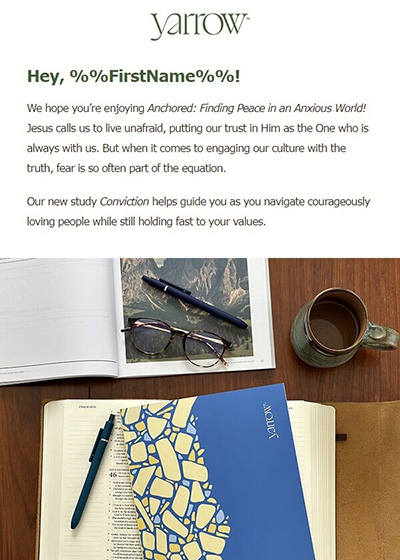 yarrow™
Hey, %%FirstName%%!
We hope you’re enjoying Anchored: Finding Peace in an Anxious World!
Jesus calls us to live unafraid, putting our trust in Him as the One who is
always with us. But when it comes to engaging our culture with the
truth, fear is so often part of the equation.
Our new study Conviction helps guide you as you navigate courageously
loving people while still holding fast to your values.
yarrow™
46